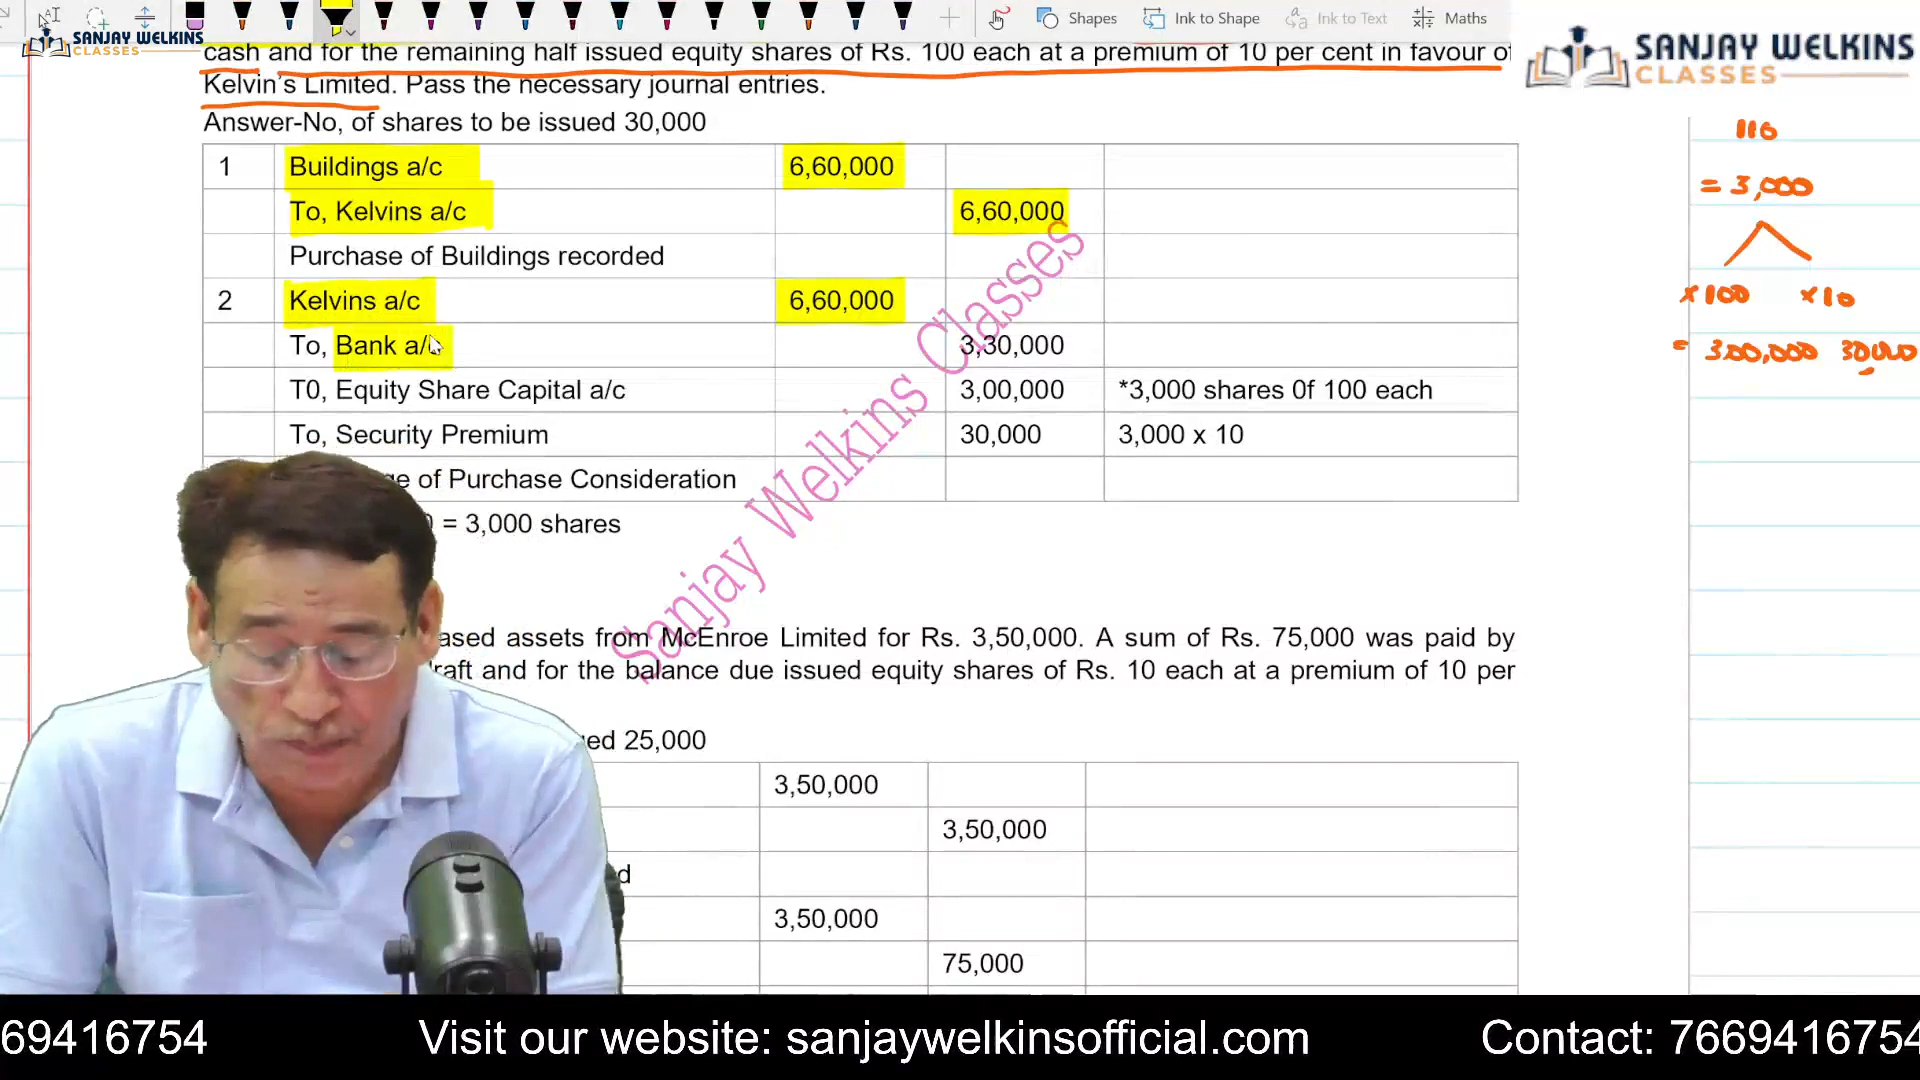 Shapes Ink to Shape Ink to Text Maths
SANJAY WELKINS
CLASSES
SANJAY WELKINS
CLASSES
cash and for the remaining half issued equity shares of Rs. 100 each at a premium of 10 per cent in favour of
Kelvin's Limited. Pass the necessary journal entries.
Answer-No, of shares to be issued 30,000
1 Buildings a/c 6,60,000
To, Kelvins a/c 6,60,000
Purchase of Buildings recorded
2 Kelvins a/c 6,60,000
To, Bank a/c 3,30,000
T0, Equity Share Capital a/c 3,00,000 *3,000 shares 0f 100 each
To, Security Premium 30,000 3,000 x 10
ge of Purchase Consideration
= 3,000 shares
110
= 3,000
x 100 x 10
= 300,000 30,000
Sanjay Welkins Classes
ased assets from McEnroe Limited for Rs. 3,50,000. A sum of Rs. 75,000 was paid by
raft and for the balance due issued equity shares of Rs. 10 each at a premium of 10 per
ued 25,000
3,50,000
3,50,000
d
3,50,000
75,000
69416754 Visit our website: sanjaywelkinsofficial.com Contact: 7669416754